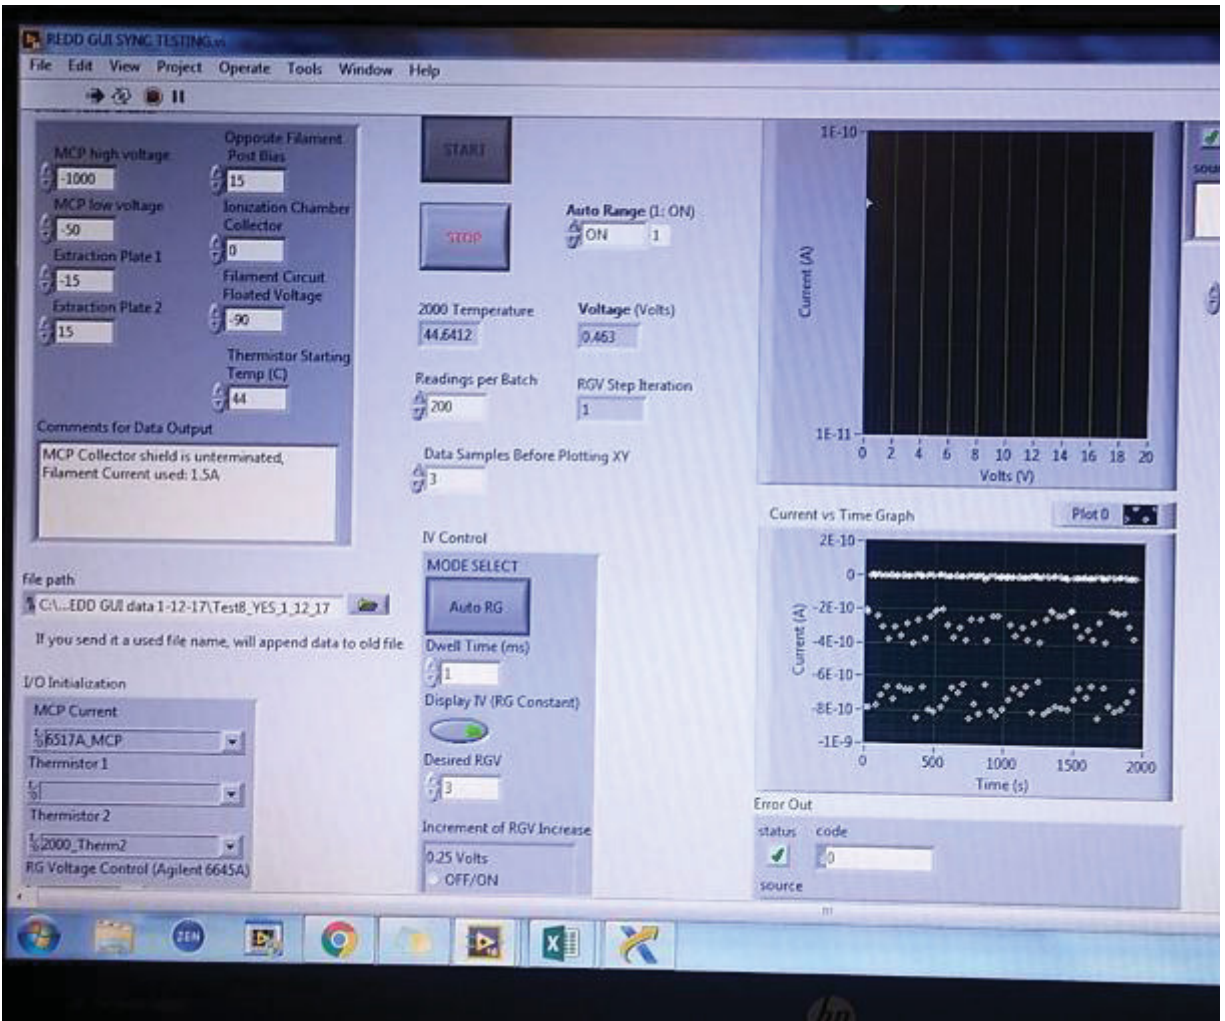 REDD GUI SYNC TESTING.vi
File Edit View Project Operate Tools Window Help
MCP high voltage
-1000
MCP low voltage
-50
Extraction Plate 1
-15
Extraction Plate 2
15
Opposite Filament
Post Bias
15
Ionization Chamber
Collector
0
Filament Circuit
Floated Voltage
-90
Thermistor Starting
Temp (C)
44
Comments for Data Output
MCP Collector shield is unterminated,
Filament Current used: 1.5A
File path
C:\...EDD GUI data 1-12-17\Test8_YES_1_12_17
If you send it a used file name, will append data to old file
I/O Initialization
MCP Current
6517A_MCP
Thermistor 1
Thermistor 2
2000_Therm2
RG Voltage Control (Agilent 6645A)
START
STOP
Auto Range (1: ON)
ON 1
2000 Temperature
44.6412
Voltage (Volts)
0.463
Readings per Batch
200
RGV Step Iteration
1
Data Samples Before Plotting XY
3
IV Control
MODE SELECT
Auto RG
Dwell Time (ms)
1
Display IV (RG Constant)
Desired RGV
3
Increment of RGV Increase
0.25 Volts
OFF/ON
1E-10
Current (A)
1E-11
0 2 4 6 8 10 12 14 16 18 20
Volts (V)
Current vs Time Graph
Plot 0
2E-10
0
-2E-10
-4E-10
-6E-10
-8E-10
-1E-9
Current (A)
0 500 1000 1500 2000
Time (s)
Error Out
status code
0
source
ZEN
hp